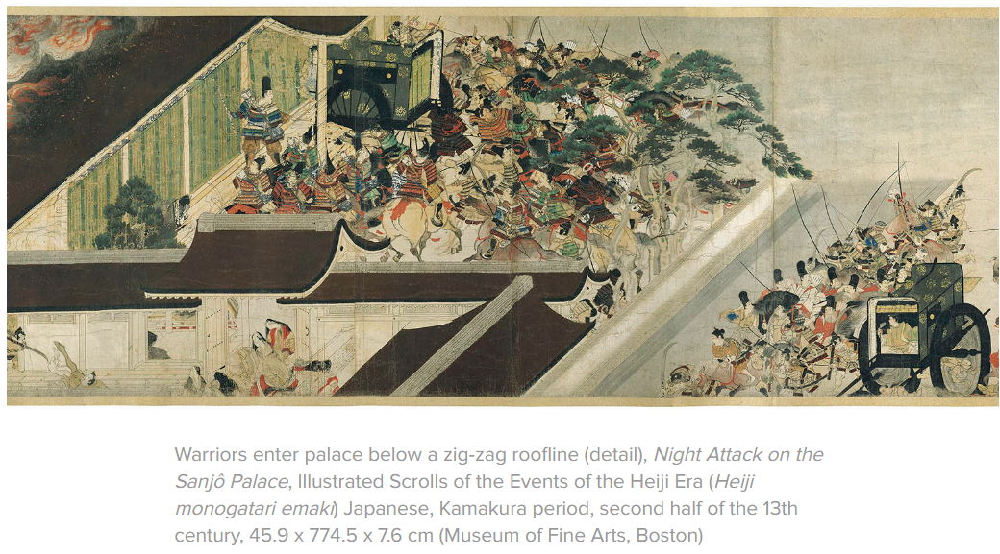 Warriors enter palace below a zig-zag roofline (detail), Night Attack on the
Sanjô Palace, Illustrated Scrolls of the Events of the Heiji Era (Heiji
monogatari emaki) Japanese, Kamakura period, second half of the 13th
century, 45.9 x 774.5 x 7.6 cm (Museum of Fine Arts, Boston)